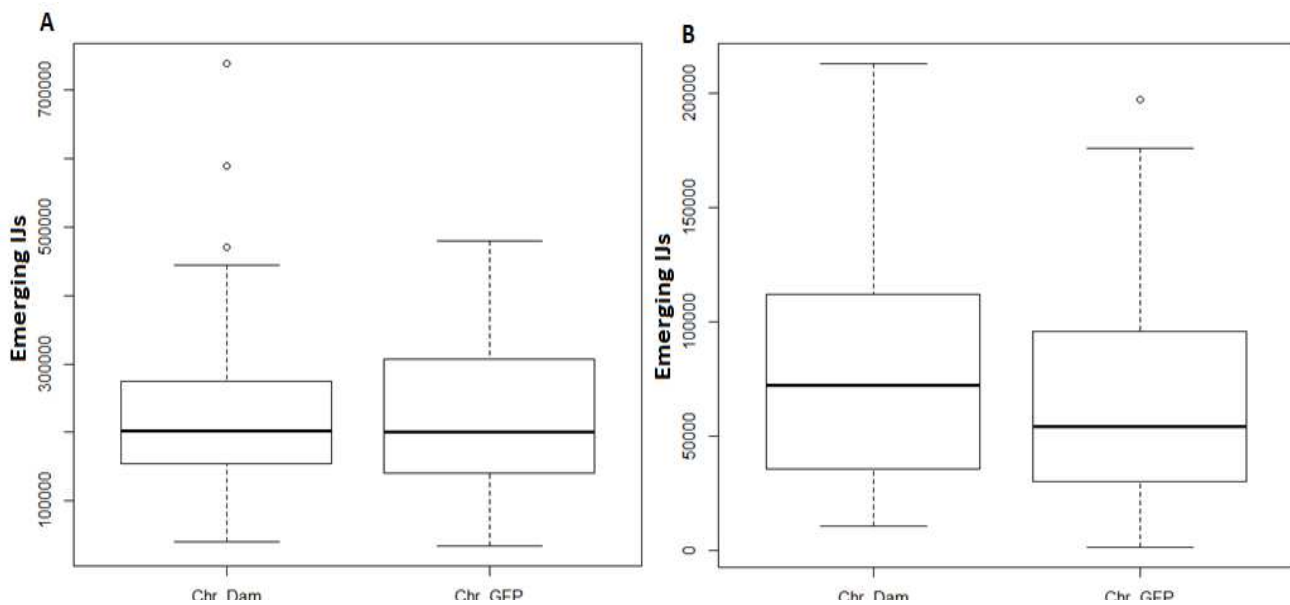 A
Emerging IJs
700000
500000
300000
100000
Chr_Dam
Chr_GFP
B
Emerging IJs
200000
150000
100000
50000
0
Chr_Dam
Chr_GFP